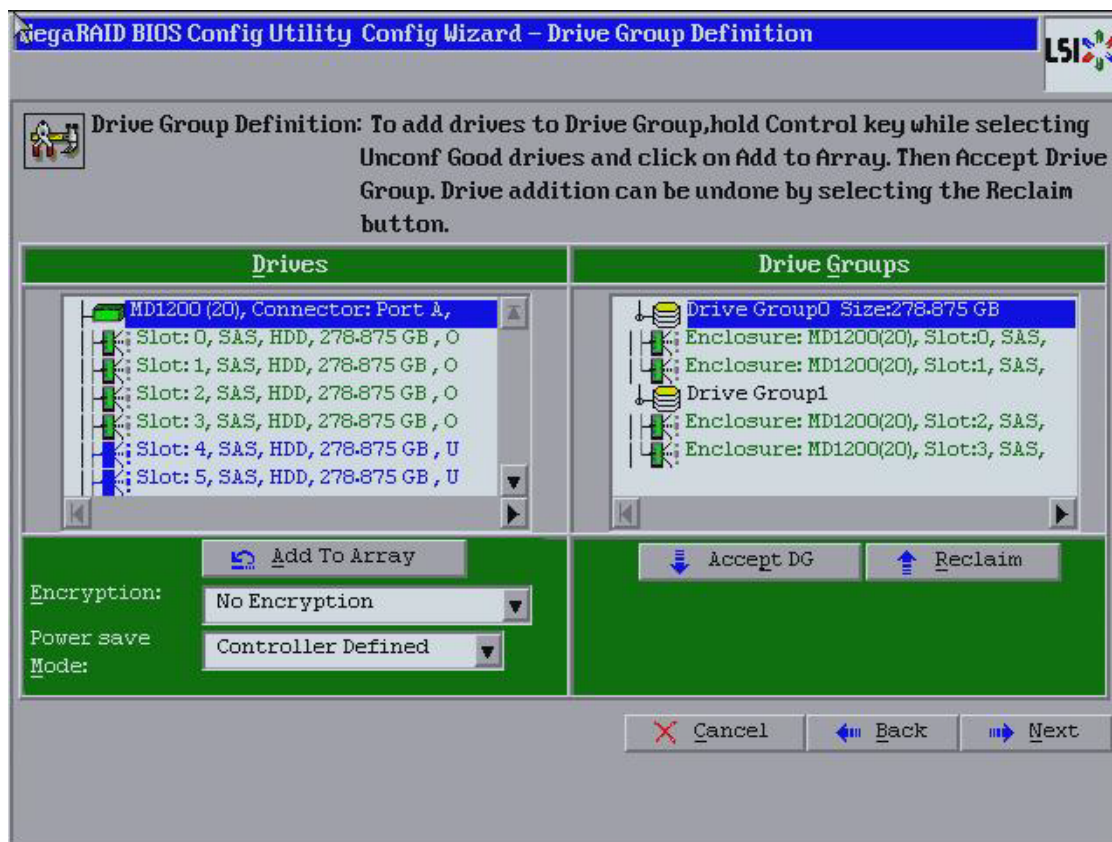 egaRAID BIOS Config Utility Config Wizard – Drive Group Definition
LSI
Drive Group Definition: To add drives to Drive Group,hold Control key while selecting
Unconf Good drives and click on Add to Array. Then Accept Drive
Group. Drive addition can be undone by selecting the Reclaim
button.
Drives
MD1200 (20), Connector: Port A,
Slot: 0, SAS, HDD, 278.875 GB , O
Slot: 1, SAS, HDD, 278.875 GB , O
Slot: 2, SAS, HDD, 278.875 GB , O
Slot: 3, SAS, HDD, 278.875 GB , O
Slot: 4, SAS, HDD, 278.875 GB , U
Slot: 5, SAS, HDD, 278.875 GB , U
Add To Array
Encryption:
No Encryption
Power save
Mode:
Controller Defined
Drive Groups
Drive Group0 Size:278.875 GB
Enclosure: MD1200(20), Slot:0, SAS,
Enclosure: MD1200(20), Slot:1, SAS,
Drive Group1
Enclosure: MD1200(20), Slot:2, SAS,
Enclosure: MD1200(20), Slot:3, SAS,
Accept DG
Reclaim
Cancel
Back
Next